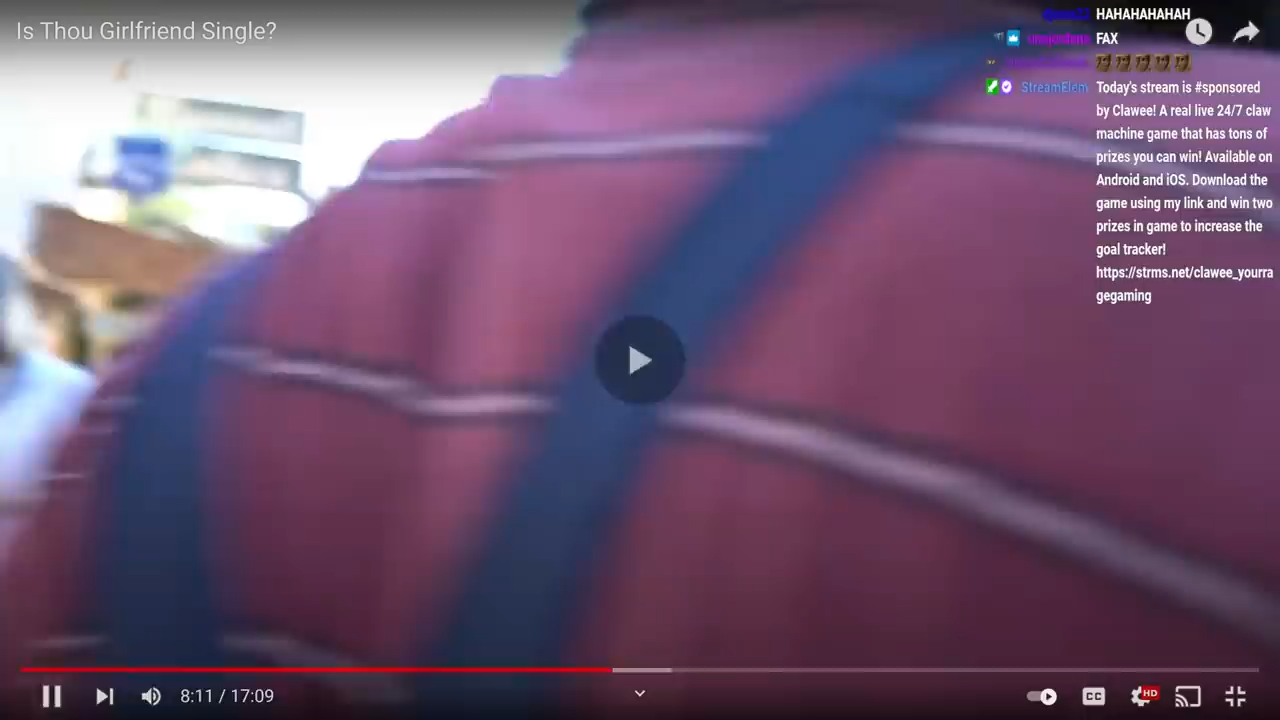 Is Thou Girlfriend Single?
HAHAHAHAHAH
FAX
StreamElem
Today's stream is #sponsored
by Clawee! A real live 24/7 claw
machine game that has tons of
prizes you can win! Available on
Android and iOS. Download the
game using my link and win two
prizes in game to increase the
goal tracker!
https://strms.net/clawee_yourra
gegaming
8:11 / 17:09
CC
HD